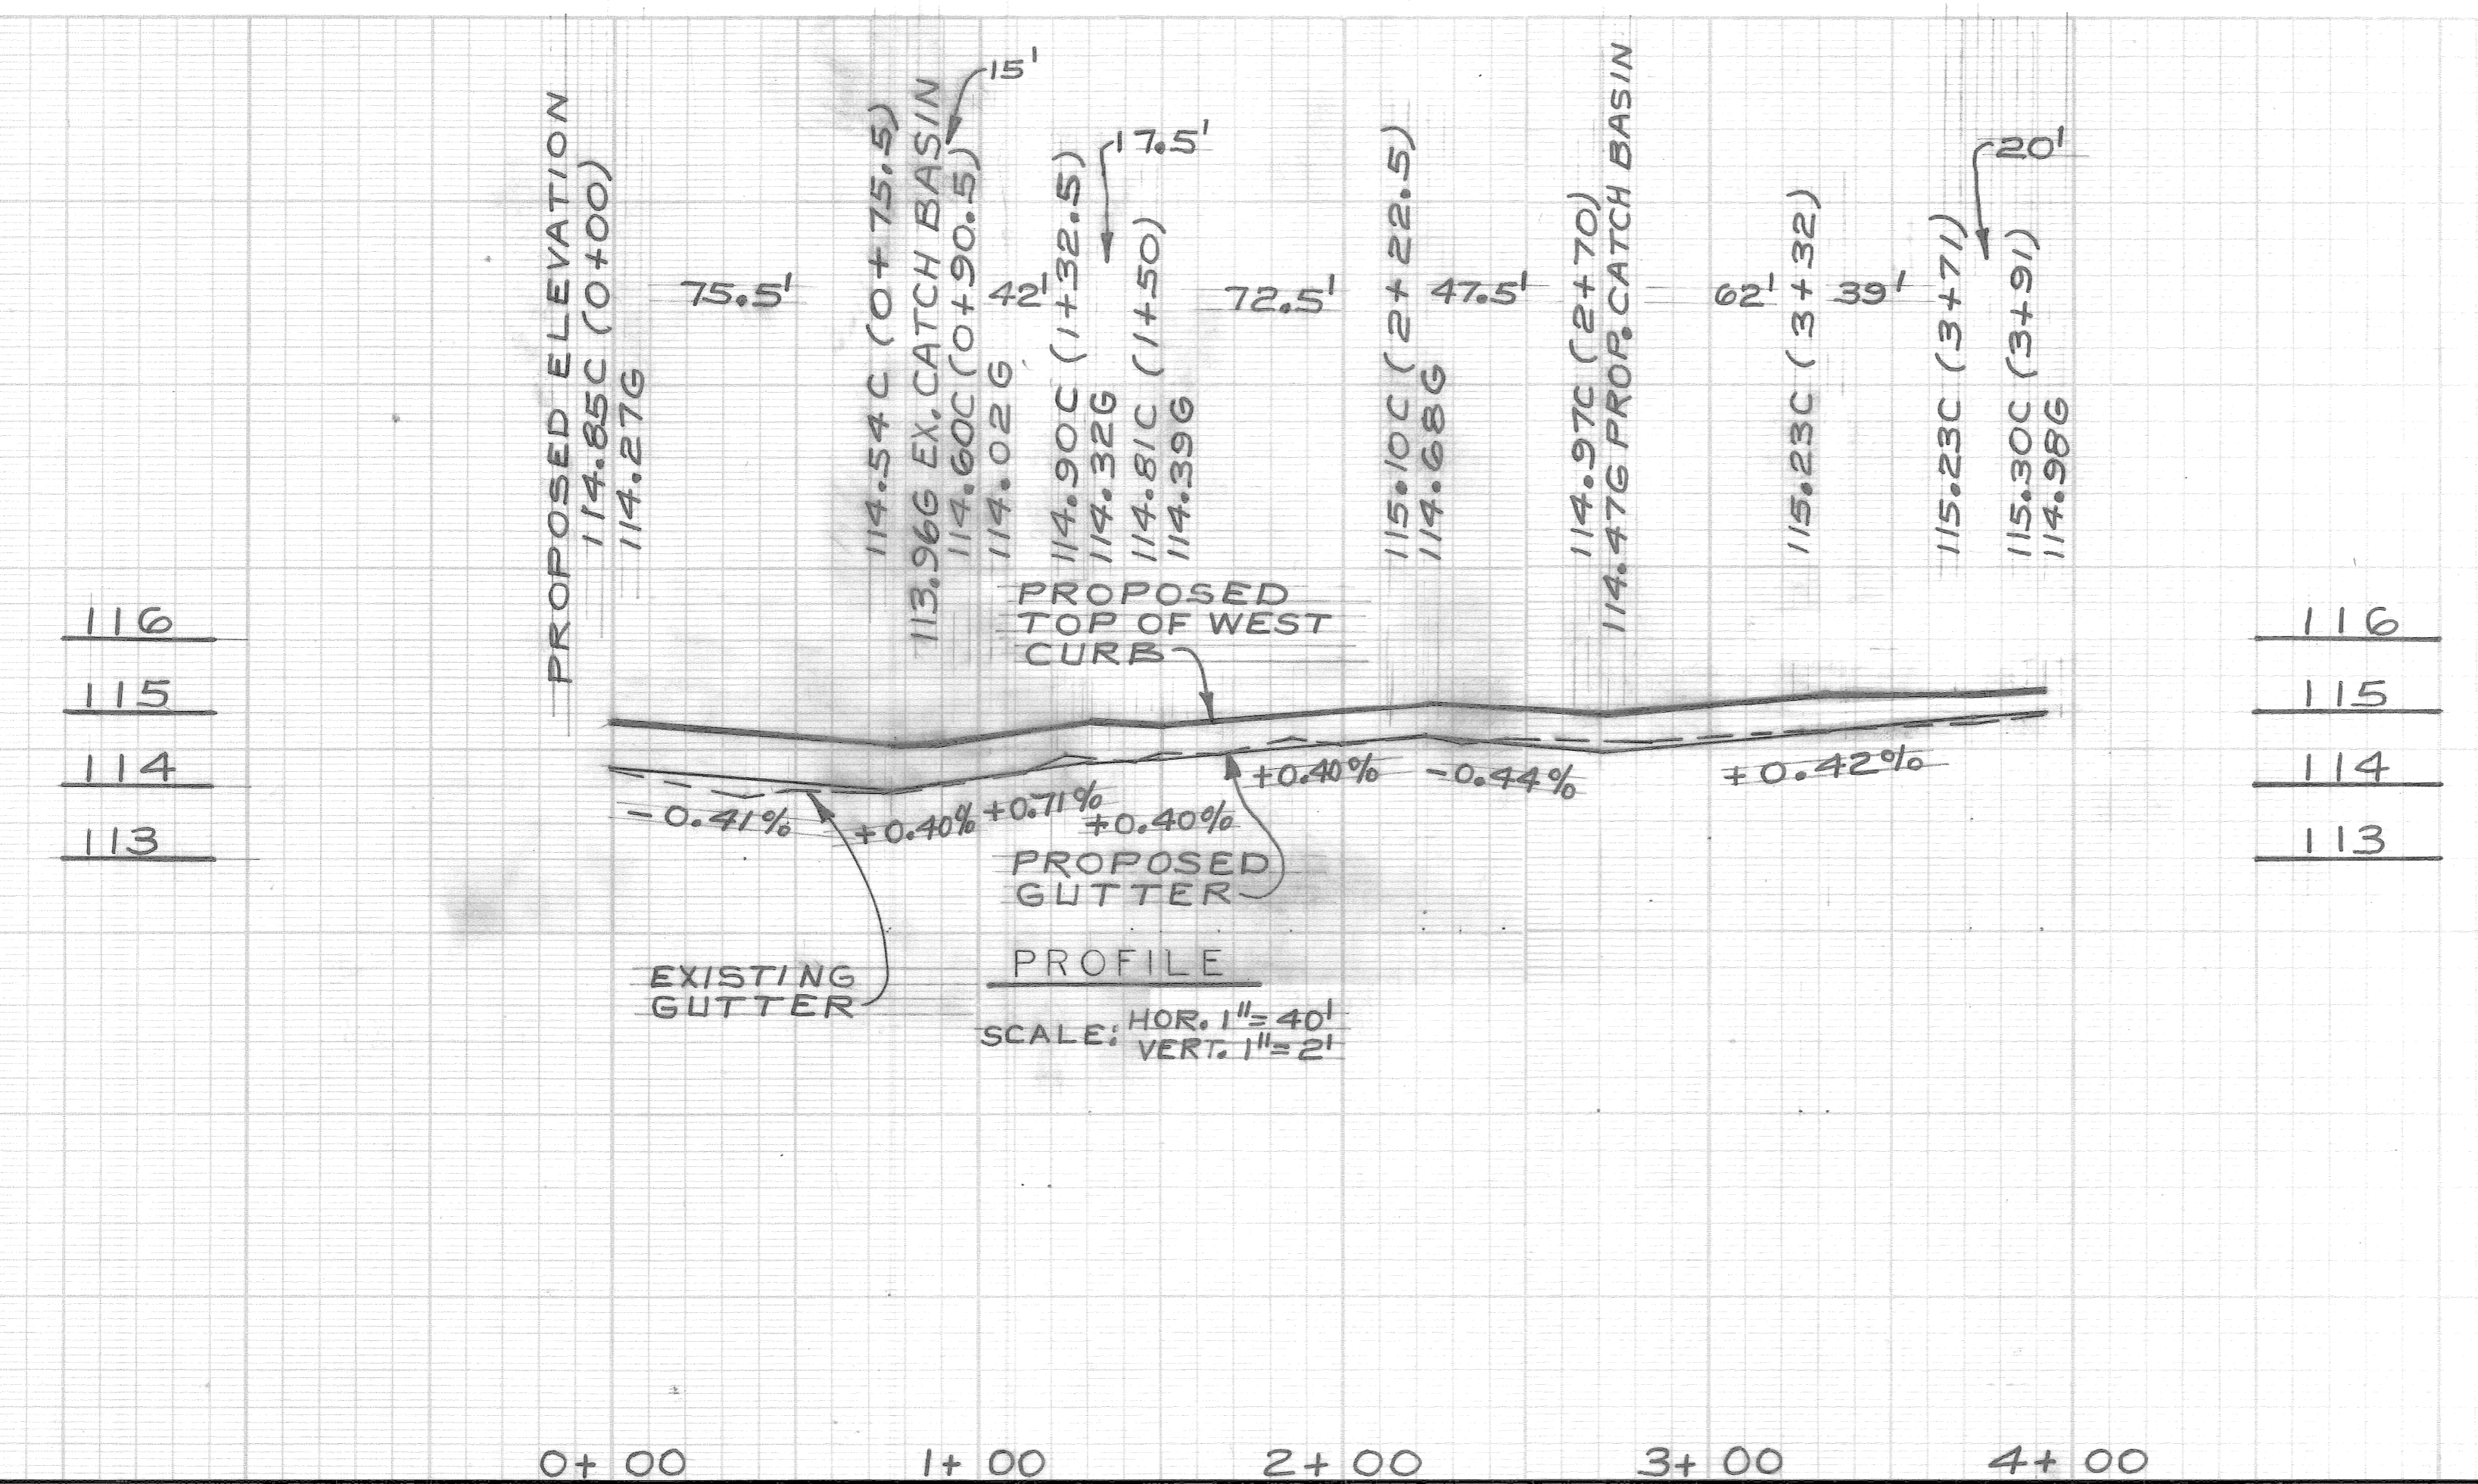 PROPOSED ELEVATION
114.85C (0+00)
114.27G
75.5'
114.54C (0+75.5)
113.96G EX. CATCH BASIN
15'
114.60C (0+90.5)
114.02G
42'
114.90C (1+32.5)
114.32G
17.5'
114.81C (1+50)
114.39G
72.5'
115.10C (2+22.5)
114.68G
47.5'
114.97C (2+70)
114.47G PROP. CATCH BASIN
62'
115.23C (3+32)
39'
115.23C (3+71)
20'
115.30C (3+91)
114.98G
116
115
114
113
PROPOSED
TOP OF WEST
CURB
116
115
114
113
-0.41%
+0.40%
+0.71%
+0.40%
+0.40%
-0.44%
+0.42%
PROPOSED
GUTTER
EXISTING
GUTTER
PROFILE
SCALE: HOR. 1"=40'
VERT. 1"=2'
0+00
1+00
2+00
3+00
4+00